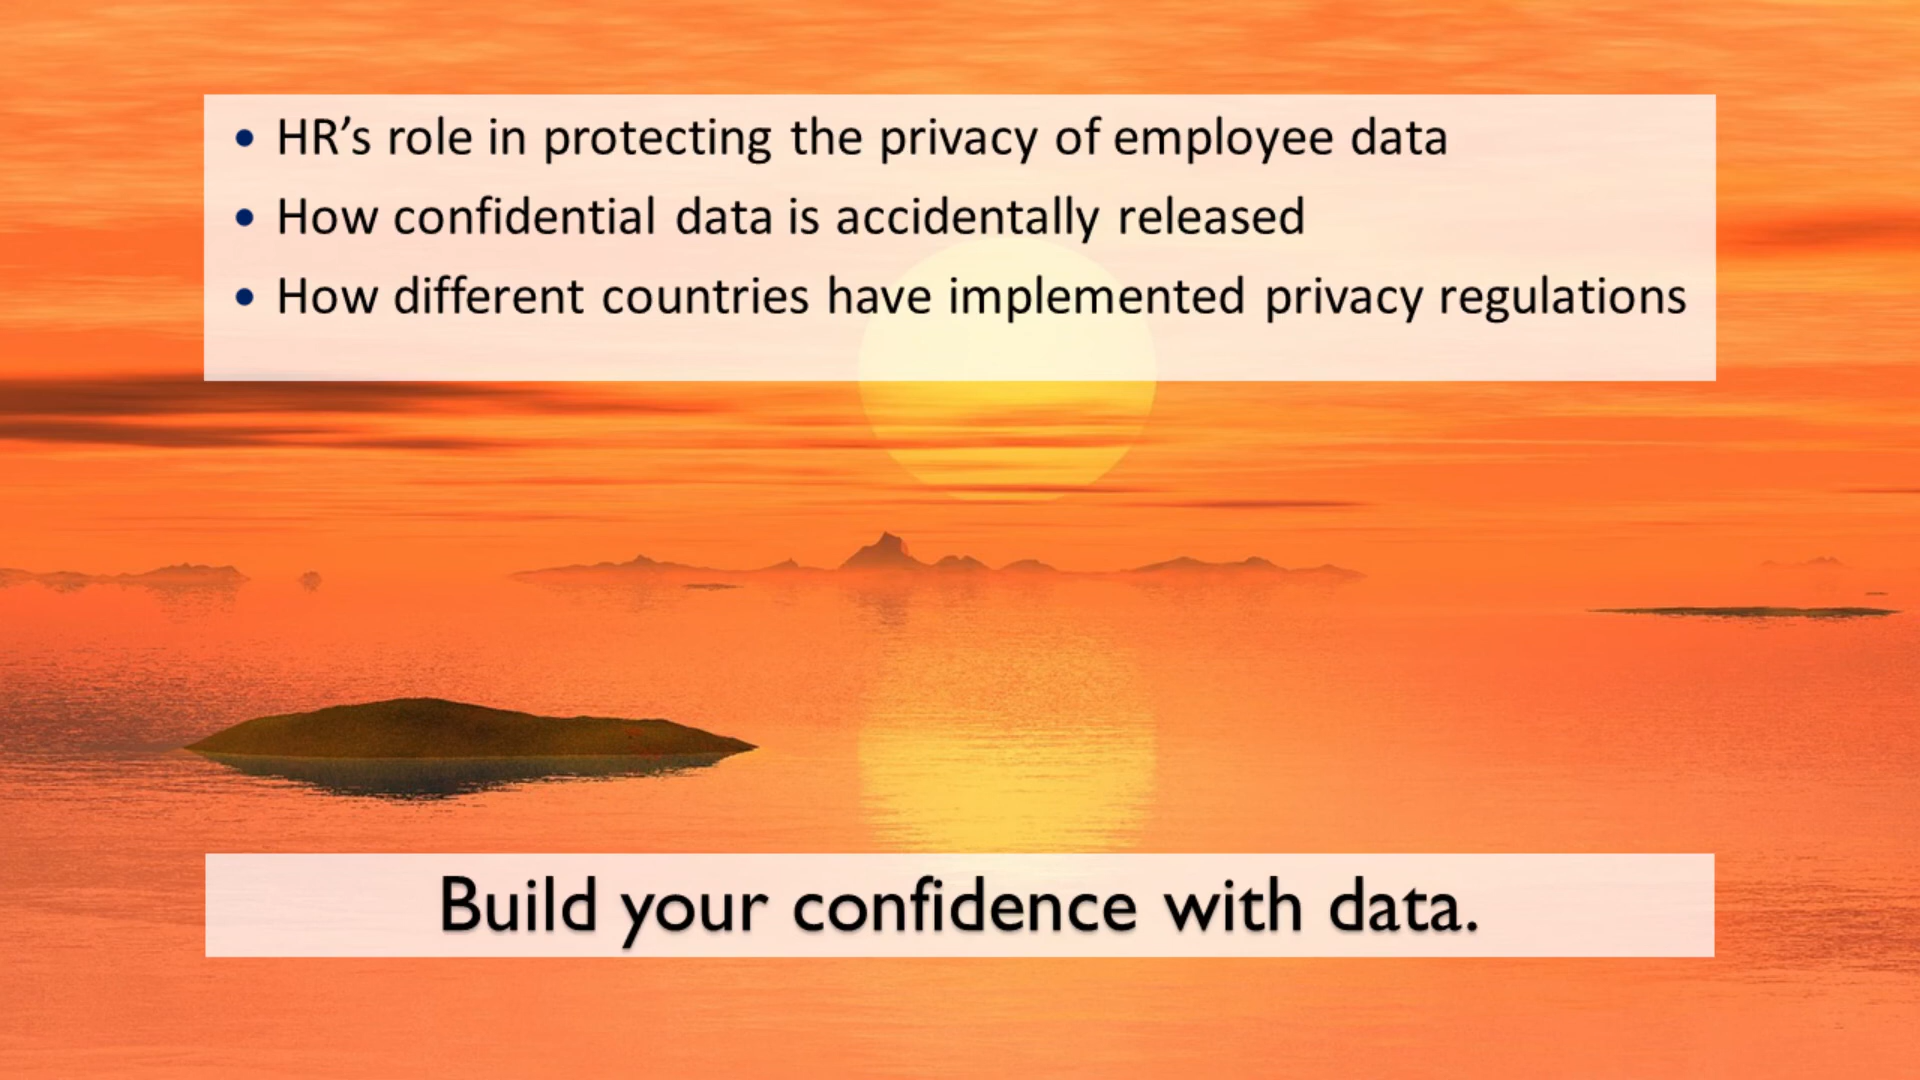 • HR’s role in protecting the privacy of employee data
• How confidential data is accidentally released
• How different countries have implemented privacy regulations
Build your confidence with data.